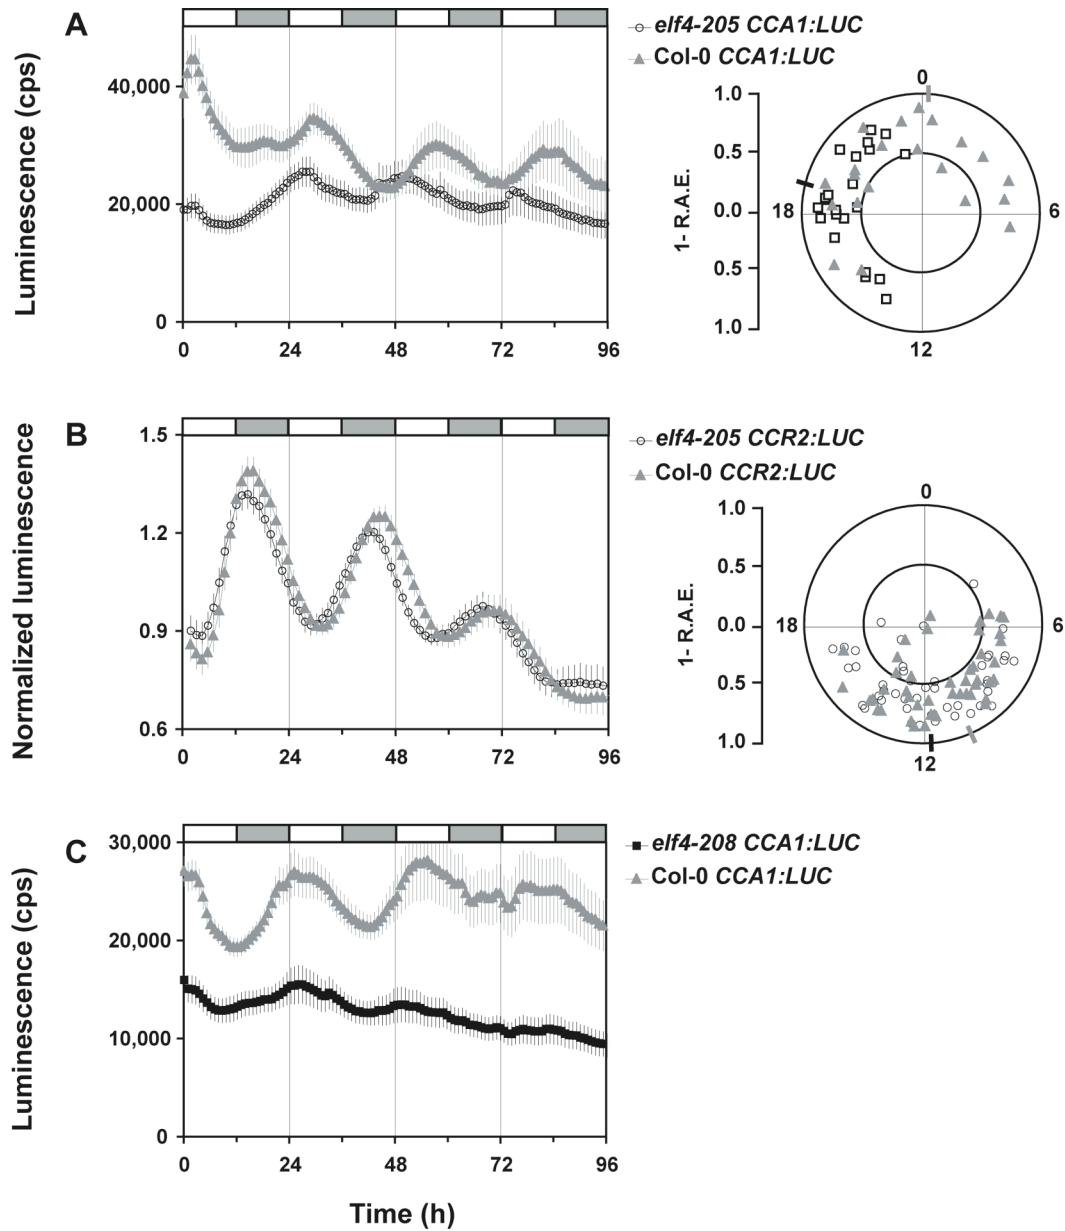 A
elf4-205 CCA1:LUC
Col-0 CCA1:LUC
Luminescence (cps)
40,000
20,000
0
0 24 48 72 96
1- R.A.E.
1.0
0.5
0.0
0.5
1.0
0
18
6
12
B
elf4-205 CCR2:LUC
Col-0 CCR2:LUC
Normalized luminescence
1.5
1.2
0.9
0.6
0 24 48 72 96
1- R.A.E.
1.0
0.5
0.0
0.5
1.0
0
18
6
12
C
elf4-208 CCA1:LUC
Col-0 CCA1:LUC
Luminescence (cps)
30,000
20,000
10,000
0
0 24 48 72 96
Time (h)